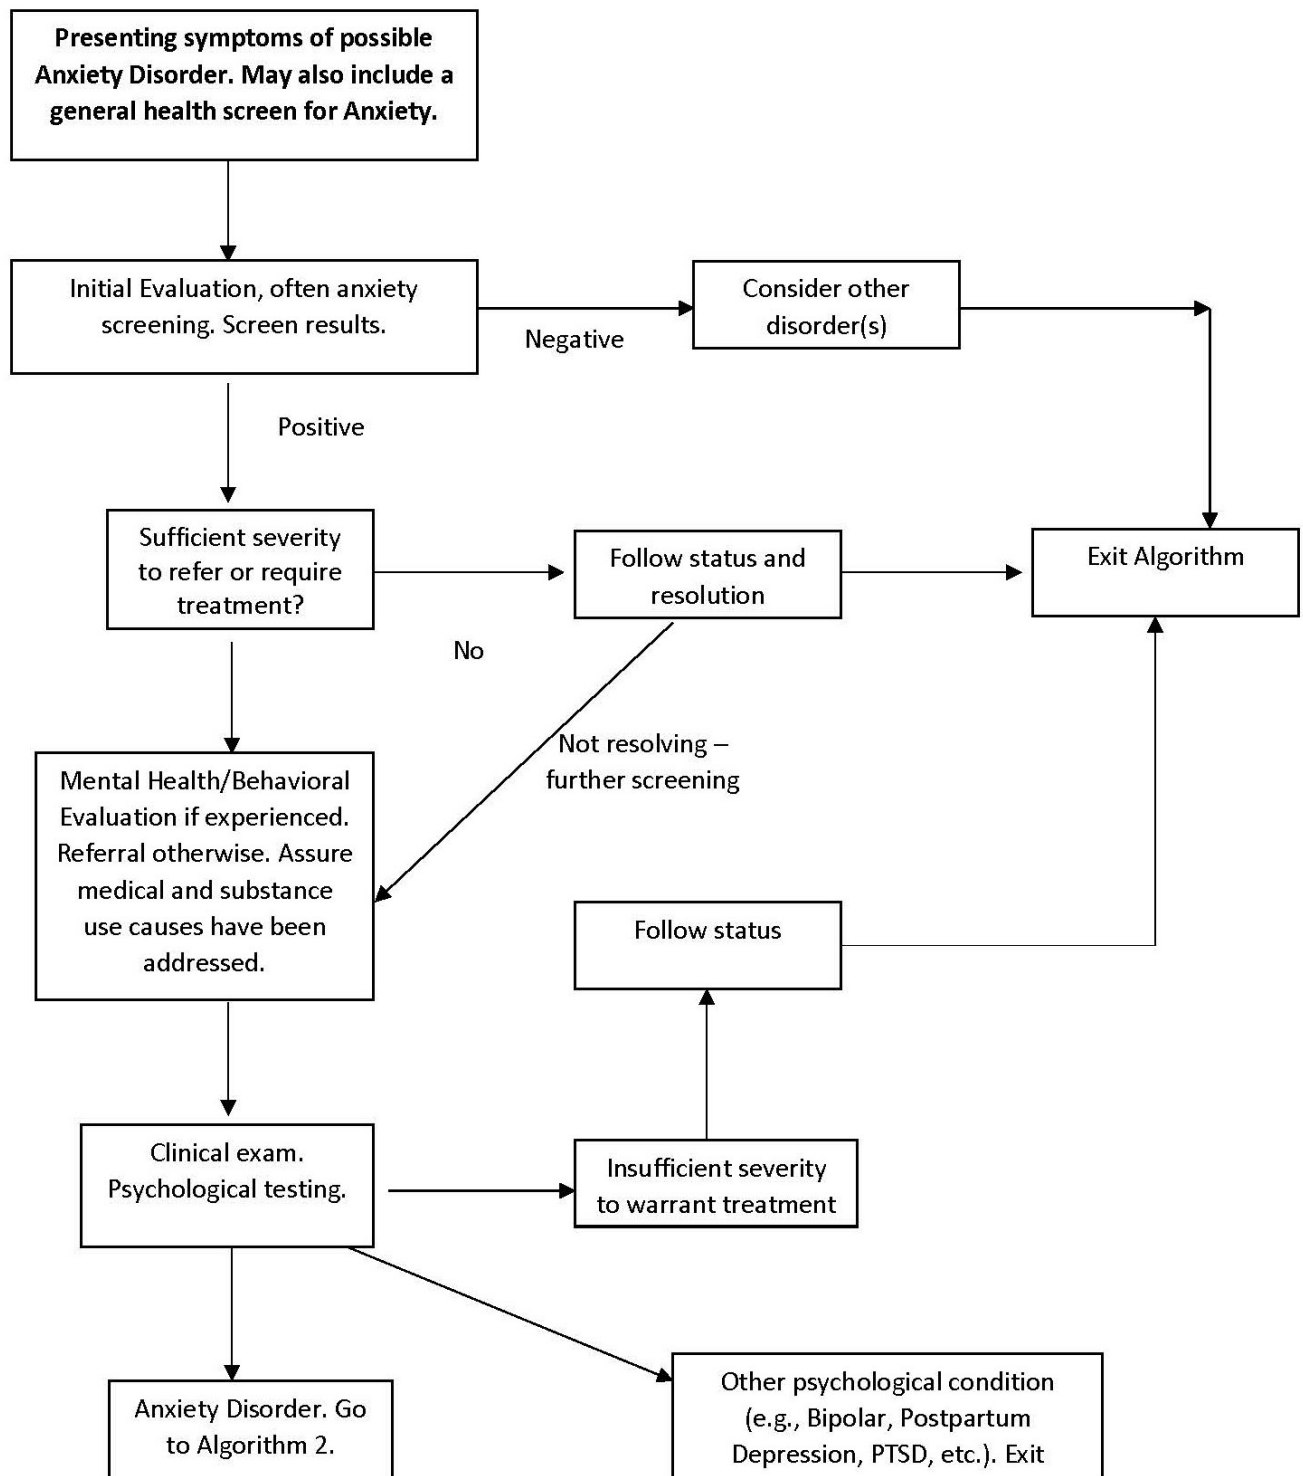 Presenting symptoms of possible
Anxiety Disorder. May also include a
general health screen for Anxiety.
Initial Evaluation, often anxiety
screening. Screen results.
Negative
Consider other
disorder(s)
Positive
Sufficient severity
to refer or require
treatment?
No
Follow status and
resolution
Exit Algorithm
Not resolving –
further screening
Mental Health/Behavioral
Evaluation if experienced.
Referral otherwise. Assure
medical and substance
use causes have been
addressed.
Follow status
Clinical exam.
Psychological testing.
Insufficient severity
to warrant treatment
Anxiety Disorder. Go
to Algorithm 2.
Other psychological condition
(e.g., Bipolar, Postpartum
Depression, PTSD, etc.). Exit